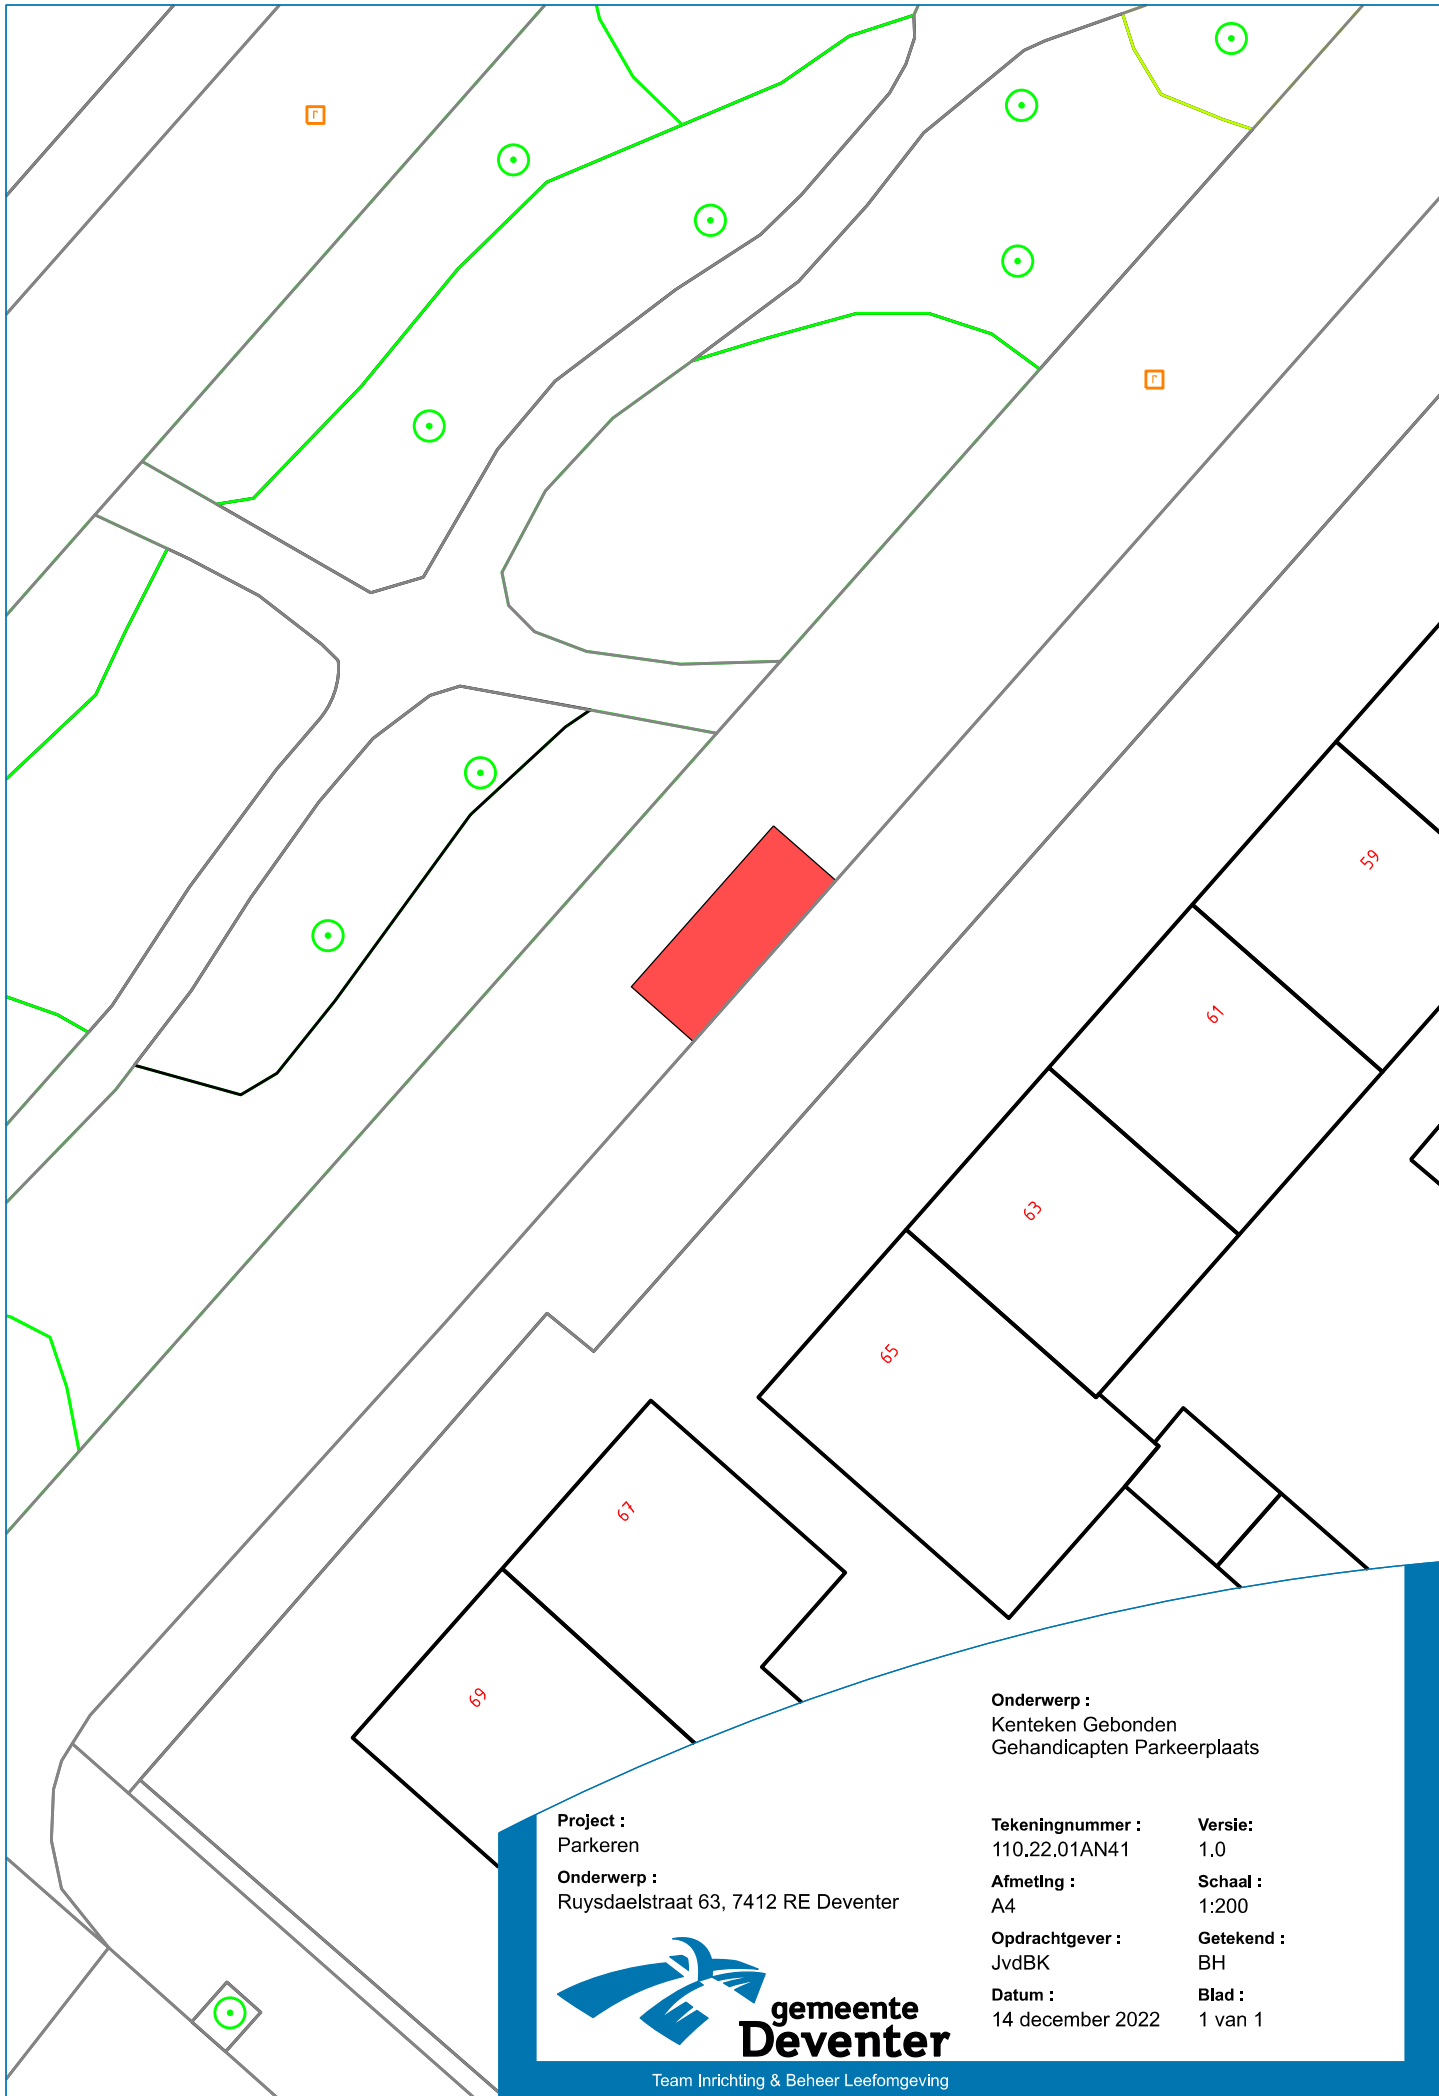 59
61
63
65
67
69
Onderwerp :
Kenteken Gebonden
Gehandicapten Parkeerplaats
Project :
Parkeren
Onderwerp :
Ruysdaelstraat 63, 7412 RE Deventer
Tekeningnummer : Versie:
110.22.01AN41 1.0
Afmeting : Schaal :
A4 1:200
Opdrachtgever : Getekend :
JvdBK BH
Datum : Blad :
14 december 2022 1 van 1
gemeente
Deventer
Team Inrichting & Beheer Leefomgeving